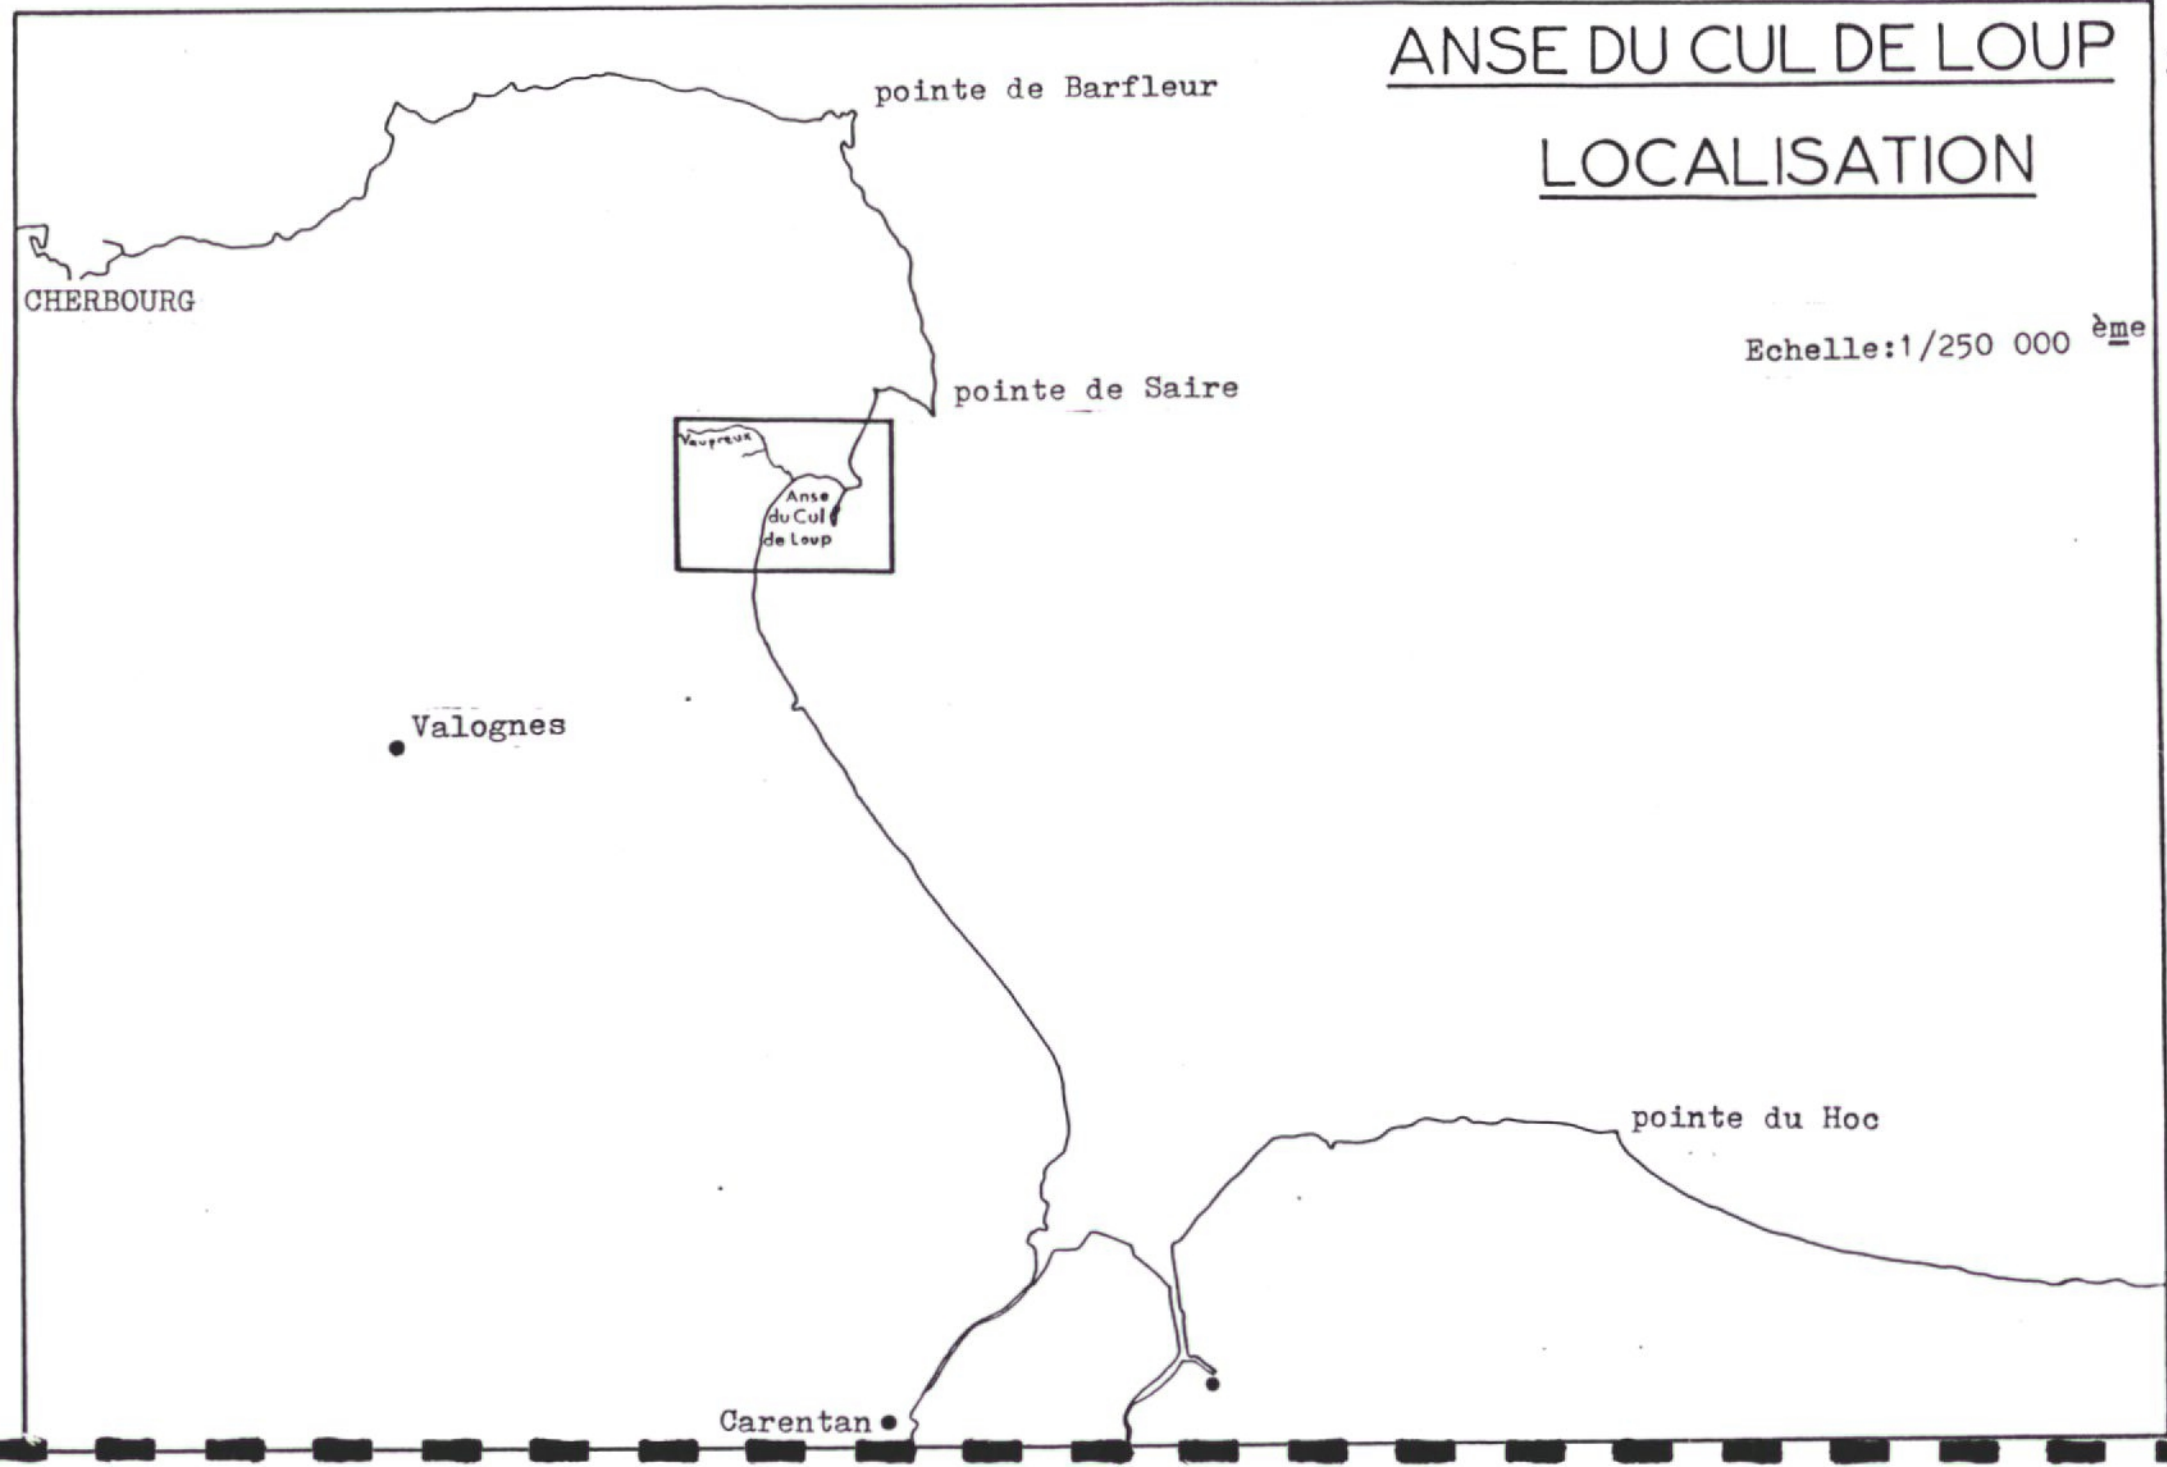 ANSE DU CUL DE LOUP
LOCALISATION
pointe de Barfleur
CHERBOURG
Echelle:1/250 000 ème
pointe de Saire
Vaupreux
Anse
du Cul
de Loup
Valognes
pointe du Hoc
Carentan